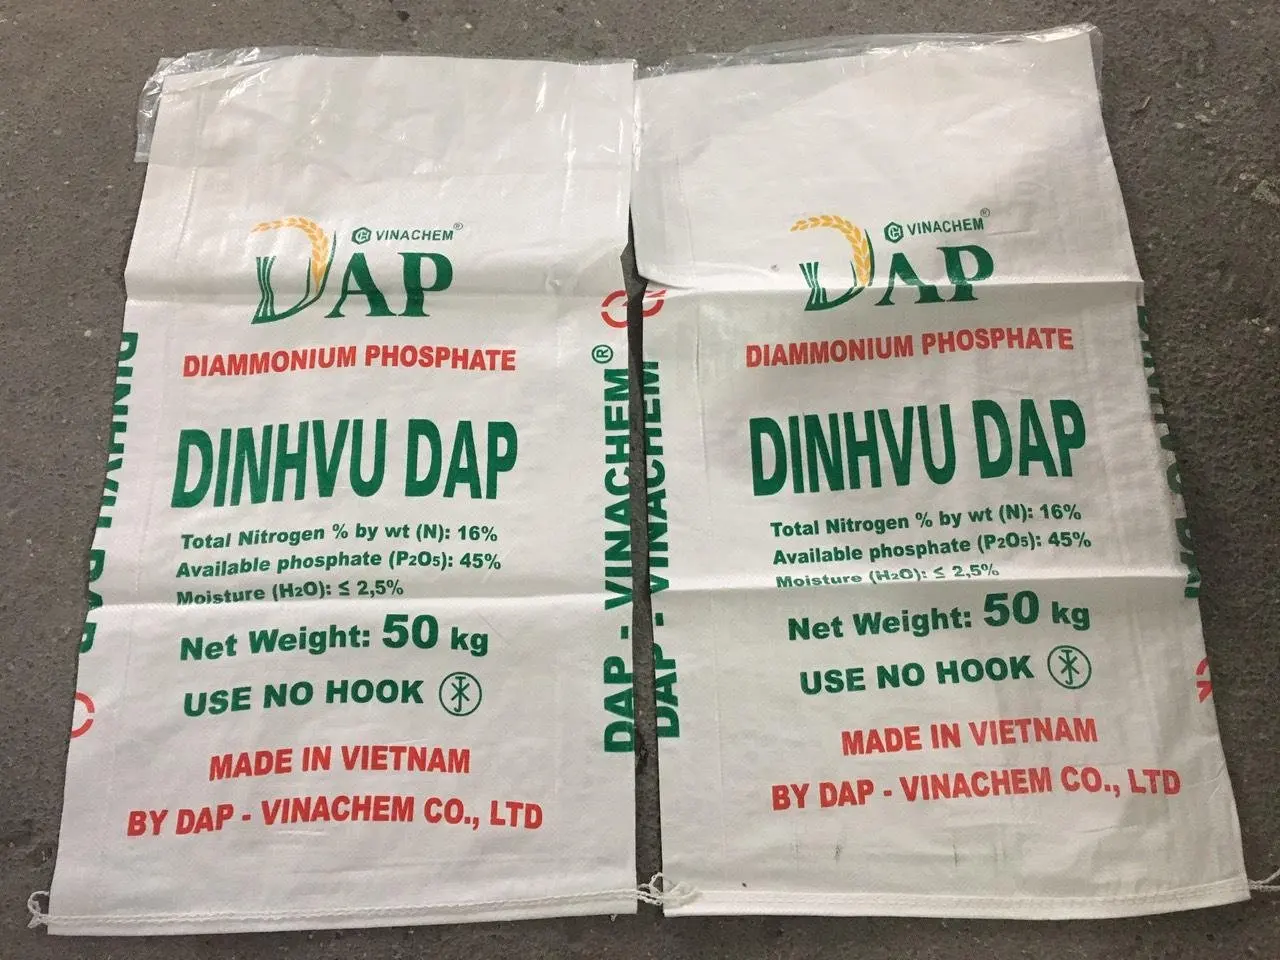 VINACHEM®
DAP
DIAMMONIUM PHOSPHATE
DINHVU DAP
Total Nitrogen % by wt (N): 16%
Available phosphate (P2O5): 45%
Moisture (H2O): ≤ 2,5%
Net Weight: 50 kg
USE NO HOOK
MADE IN VIETNAM
BY DAP - VINACHEM CO., LTD
DINHVU DAP
DAP - VINACHEM®
VINACHEM®
DAP
DIAMMONIUM PHOSPHATE
DINHVU DAP
Total Nitrogen % by wt (N): 16%
Available phosphate (P2O5): 45%
Moisture (H2O): ≤ 2,5%
Net Weight: 50 kg
USE NO HOOK
MADE IN VIETNAM
BY DAP - VINACHEM CO., LTD
DAP - VINACHEM